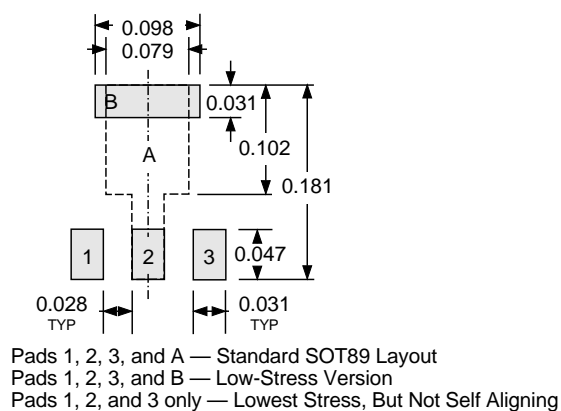 0.098
0.079
B
0.031
A
0.102
0.181
1
2
3
0.047
0.028
TYP
0.031
TYP
Pads 1, 2, 3, and A — Standard SOT89 Layout
Pads 1, 2, 3, and B — Low-Stress Version
Pads 1, 2, and 3 only — Lowest Stress, But Not Self Aligning